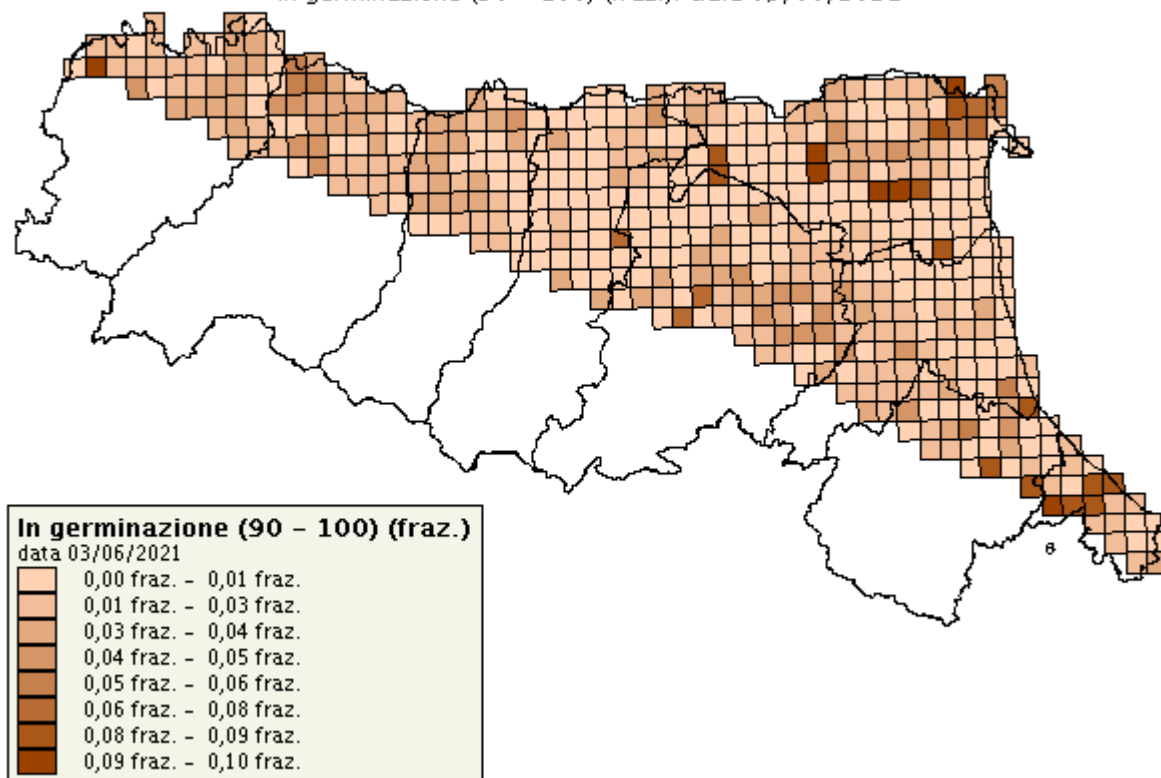 In germinazione (90 – 100) (fraz.)
data 03/06/2021
0,00 fraz. – 0,01 fraz.
0,01 fraz. – 0,03 fraz.
0,03 fraz. – 0,04 fraz.
0,04 fraz. – 0,05 fraz.
0,05 fraz. – 0,06 fraz.
0,06 fraz. – 0,08 fraz.
0,08 fraz. – 0,09 fraz.
0,09 fraz. – 0,10 fraz.